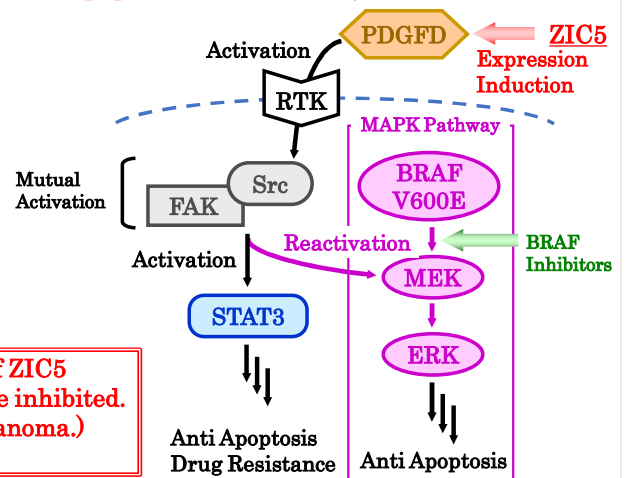 PDGFD
ZIC5
Activation
Expression
Induction
RTK
MAPK Pathway
Mutual
Activation
Src
FAK
BRAF
V600E
Reactivation
BRAF
Inhibitors
Activation
MEK
STAT3
ERK
ZIC5
inhibited.
Anti Apoptosis
Drug Resistance
Anti Apoptosis